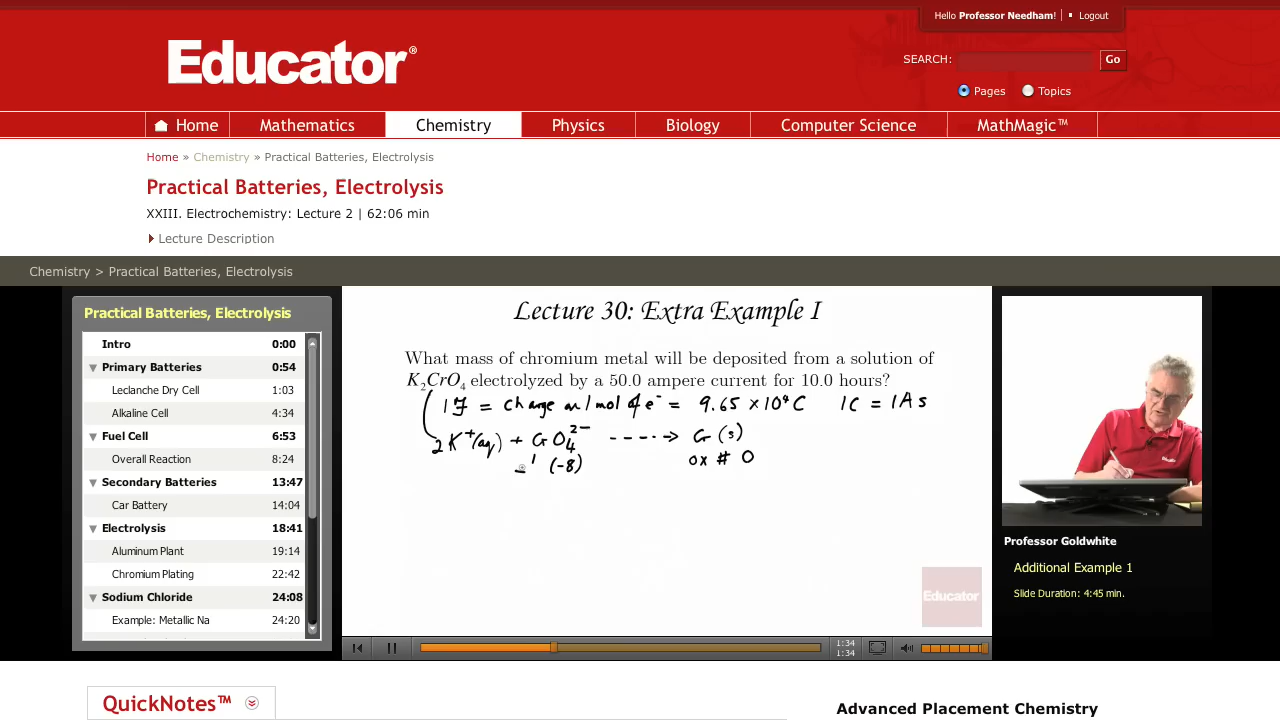 Hello Professor Needham! Logout
Educator®
SEARCH: Go
Pages Topics
Home Mathematics Chemistry Physics Biology Computer Science MathMagic™
Home » Chemistry » Practical Batteries, Electrolysis
Practical Batteries, Electrolysis
XXIII. Electrochemistry: Lecture 2 | 62:06 min
Lecture Description
Chemistry > Practical Batteries, Electrolysis
Practical Batteries, Electrolysis
Intro 0:00
Primary Batteries 0:54
Leclanche Dry Cell 1:03
Alkaline Cell 4:34
Fuel Cell 6:53
Overall Reaction 8:24
Secondary Batteries 13:47
Car Battery 14:04
Electrolysis 18:41
Aluminum Plant 19:14
Chromium Plating 22:42
Sodium Chloride 24:08
Example: Metallic Na 24:20
Lecture 30: Extra Example I
What mass of chromium metal will be deposited from a solution of
K₂CrO₄ electrolyzed by a 50.0 ampere current for 10.0 hours?
1 F = charge on 1 mol of e⁻ = 9.65 × 10⁴ C 1C = 1A s
2K⁺(aq) + CrO₄²⁻ ----→ Cr (s)
(-8) ox # 0
Educator
1:34
1:34
Professor Goldwhite
Additional Example 1
Slide Duration: 4:45 min.
QuickNotes™
Advanced Placement Chemistry